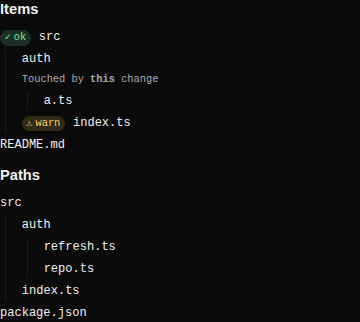 Items
✓ ok src
auth
Touched by this change
a.ts
⚠ warn index.ts
README.md
Paths
src
auth
refresh.ts
repo.ts
index.ts
package.json